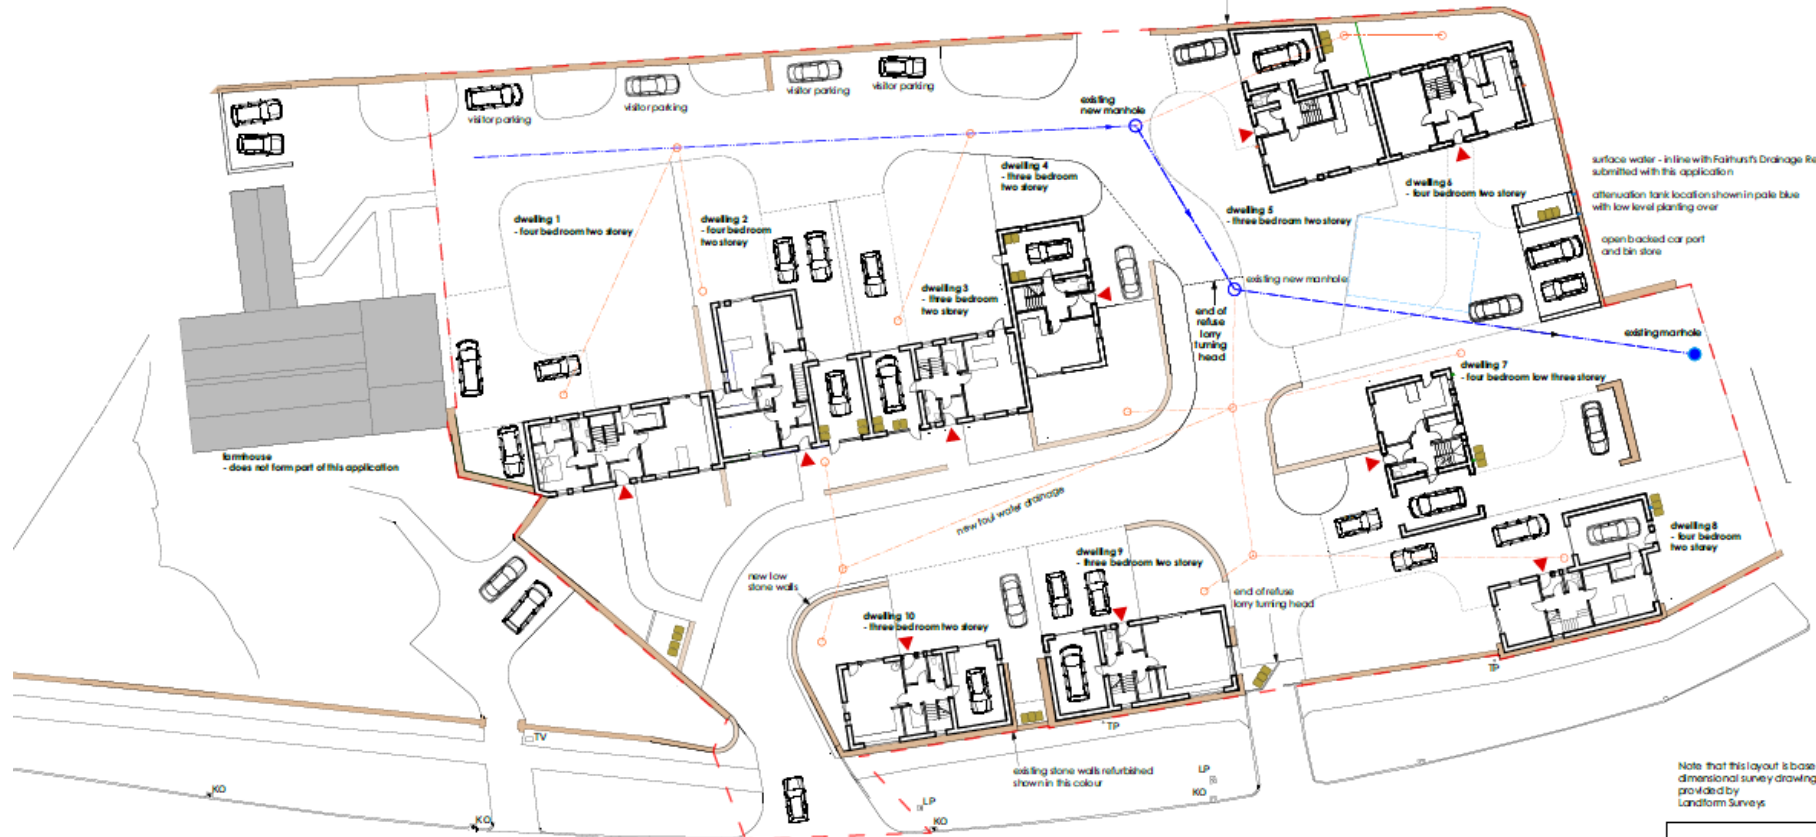 visitor parking
visitor parking
visitor parking
visitor parking
existing
new manhole
dwelling 1
- four bedroom two storey
dwelling 2
- four bedroom
two storey
dwelling 4
- three bedroom
two storey
dwelling 3
- three bedroom
two storey
dwelling 5
- three bedroom two storey
dwelling 6
- four bedroom two storey
surface water - in line with Fairhurst's Drainage Re
submitted with this application
attenuation tank location shown in pale blue
with low level planting over
open backed car port
and bin store
existing new manhole
end of
refuse
lorry
turning
head
existing manhole
dwelling 7
- four bedroom low three storey
farmhouse
- does not form part of this application
new foul water drainage
dwelling 8
- four bedroom
two storey
dwelling 9
- three bedroom two storey
new low
stone walls
end of refuse
lorry turning head
dwelling 10
- three bedroom two storey
TP
TP
TV
existing stone walls refurbished
shown in this colour
LP
KO
KO
KO
LP
KO
Note that this layout is base
dimensional survey drawing
provided by
Landform Surveys